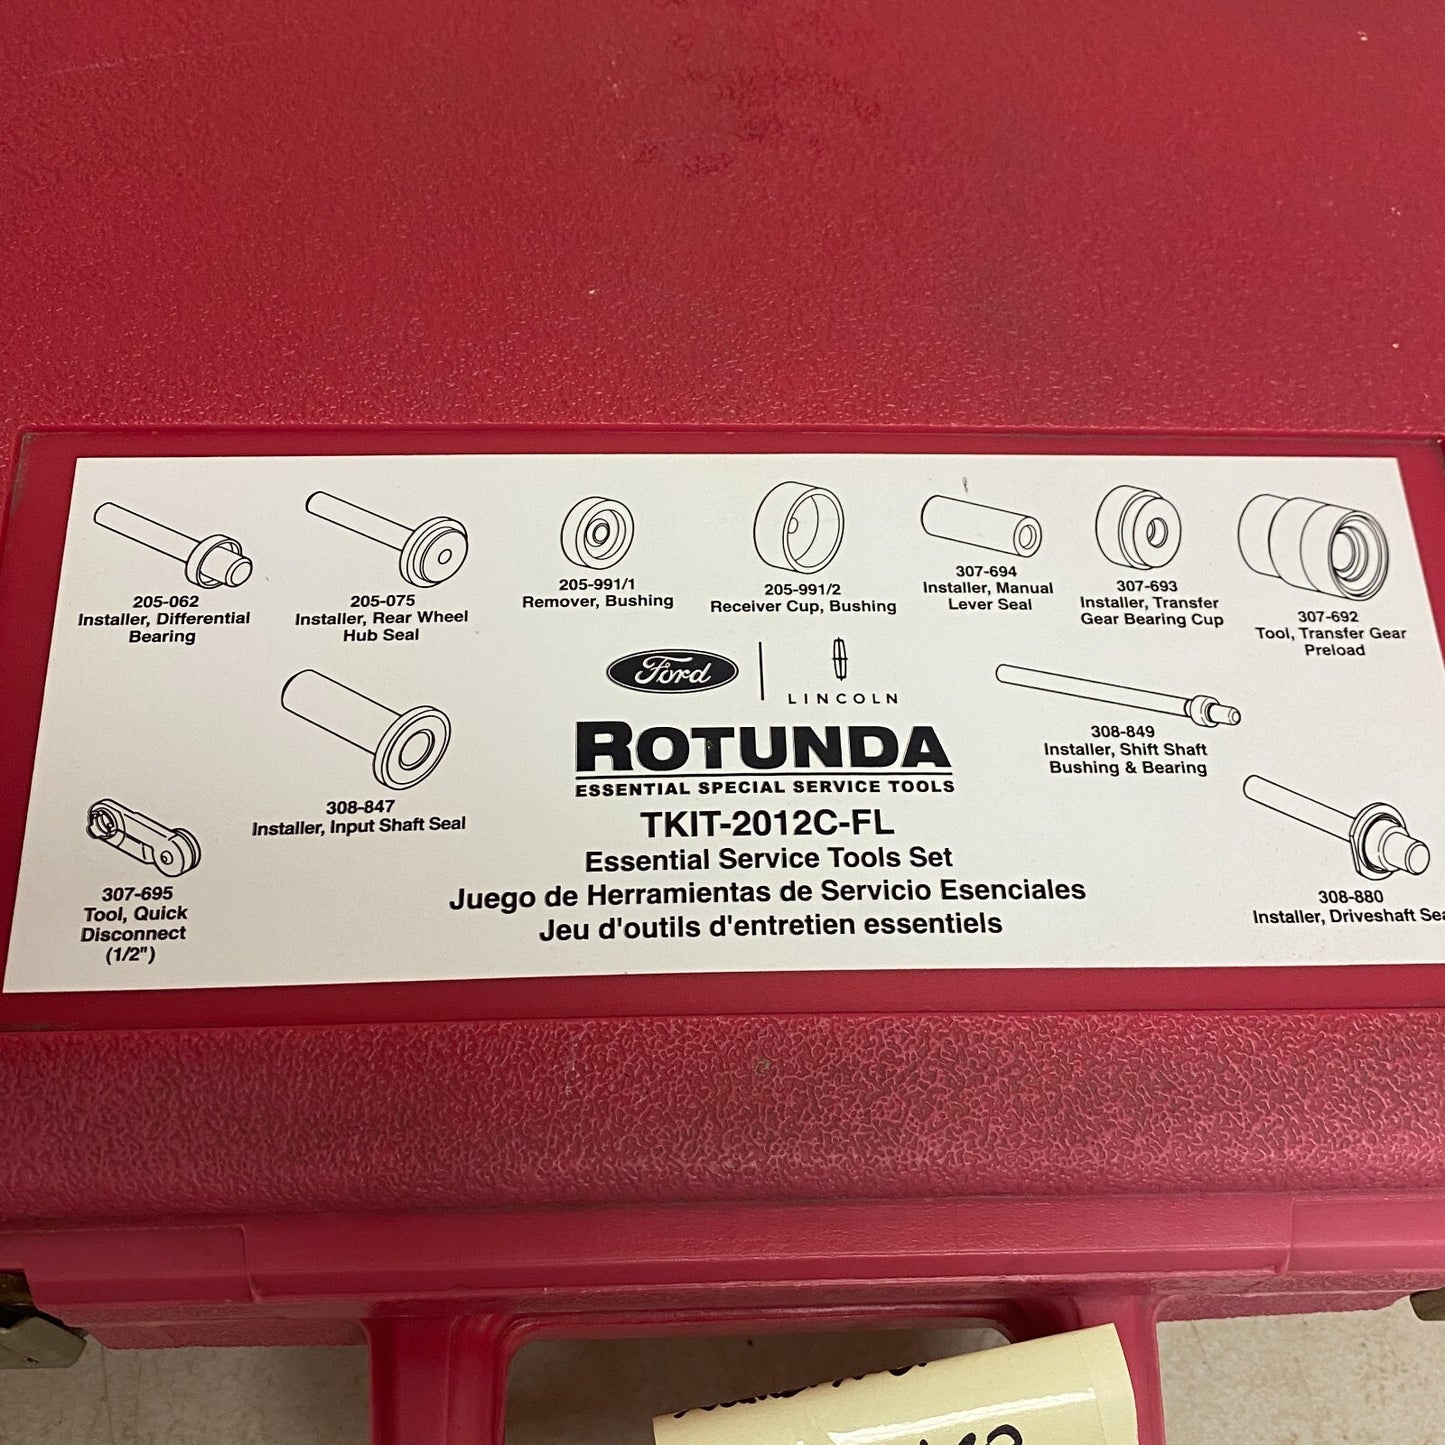 205-062
Installer, Differential
Bearing
205-075
Installer, Rear Wheel
Hub Seal
205-991/1
Remover, Bushing
205-991/2
Receiver Cup, Bushing
307-694
Installer, Manual
Lever Seal
307-693
Installer, Transfer
Gear Bearing Cup
307-692
Tool, Transfer Gear
Preload
308-847
Installer, Input Shaft Seal
307-695
Tool, Quick
Disconnect
(1/2")
Ford
LINCOLN
ROTUNDA
ESSENTIAL SPECIAL SERVICE TOOLS
TKIT-2012C-FL
Essential Service Tools Set
Juego de Herramientas de Servicio Esenciales
Jeu d'outils d'entretien essentiels
308-849
Installer, Shift Shaft
Bushing & Bearing
308-880
Installer, Driveshaft